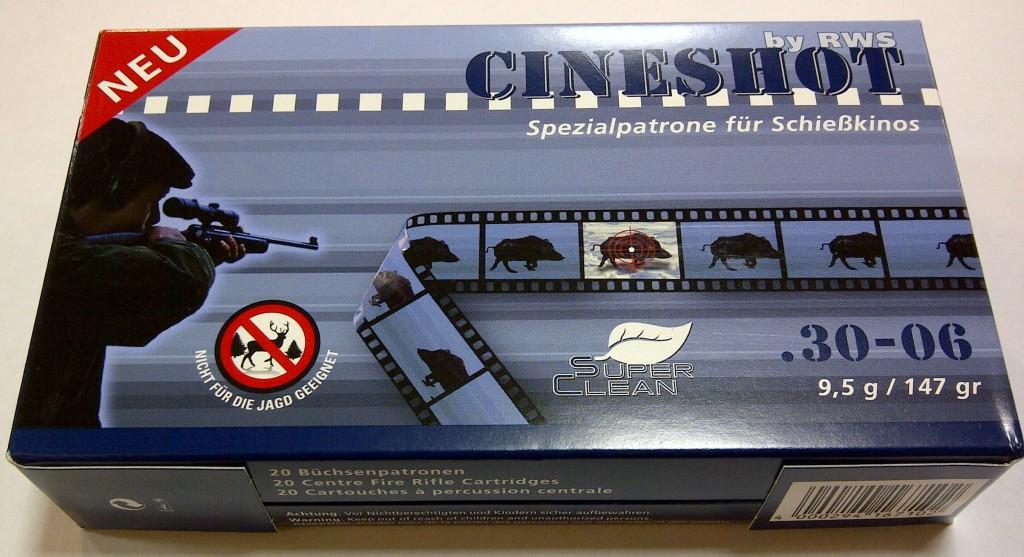 NEU
by RWS
CINESHOT
Spezialpatrone für Schießkinos
NICHT FÜR DIE JAGD GEEIGNET
SUPER
CLEAN
.30-06
9,5 g / 147 gr
20 Büchsenpatronen
20 Centre Fire Rifle Cartridges
20 Cartouches à percussion centrale
Achtung: Vor Nichtberechtigten und Kindern sicher aufbewahren.
Warning: Keep out of reach of children and unauthorized persons.